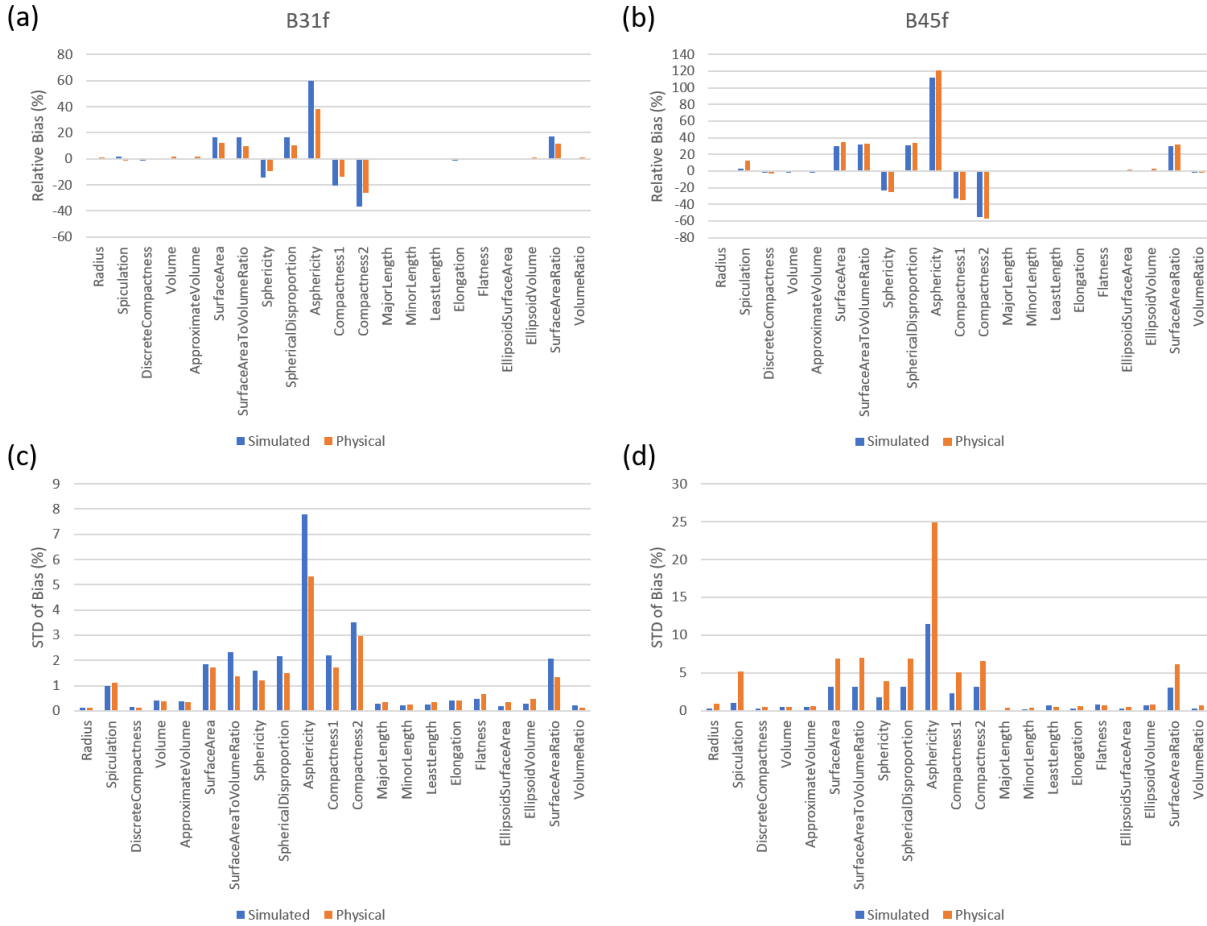 (a)
B31f
80
60
40
20
0
-20
-40
-60
Relative Bias (%)
Radius
Spiculation
DiscreteCompactness
Volume
ApproximateVolume
SurfaceArea
SurfaceAreaToVolumeRatio
Sphericity
SphericalDisproportion
Asphericity
Compactness1
Compactness2
MajorLength
MinorLength
LeastLength
Elongation
Flatness
EllipsoidSurfaceArea
EllipsoidVolume
SurfaceAreaRatio
VolumeRatio
Simulated Physical
(b)
B45f
140
120
100
80
60
40
20
0
-20
-40
-60
-80
Relative Bias (%)
Radius
Spiculation
DiscreteCompactness
Volume
ApproximateVolume
SurfaceArea
SurfaceAreaToVolumeRatio
Sphericity
SphericalDisproportion
Asphericity
Compactness1
Compactness2
MajorLength
MinorLength
LeastLength
Elongation
Flatness
EllipsoidSurfaceArea
EllipsoidVolume
SurfaceAreaRatio
VolumeRatio
Simulated Physical
(c)
9
8
7
6
5
4
3
2
1
0
STD of Bias (%)
Radius
Spiculation
DiscreteCompactness
Volume
ApproximateVolume
SurfaceArea
SurfaceAreaToVolumeRatio
Sphericity
SphericalDisproportion
Asphericity
Compactness1
Compactness2
MajorLength
MinorLength
LeastLength
Elongation
Flatness
EllipsoidSurfaceArea
EllipsoidVolume
SurfaceAreaRatio
VolumeRatio
Simulated Physical
(d)
30
25
20
15
10
5
0
STD of Bias (%)
Radius
Spiculation
DiscreteCompactness
Volume
ApproximateVolume
SurfaceArea
SurfaceAreaToVolumeRatio
Sphericity
SphericalDisproportion
Asphericity
Compactness1
Compactness2
MajorLength
MinorLength
LeastLength
Elongation
Flatness
EllipsoidSurfaceArea
EllipsoidVolume
SurfaceAreaRatio
VolumeRatio
Simulated Physical